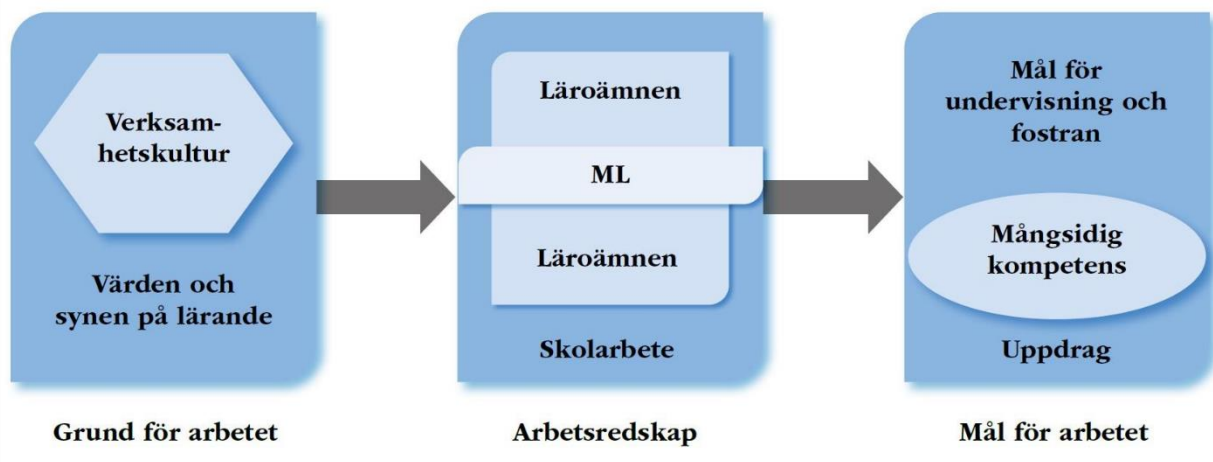 Verksam-
hetskultur
Värden och
synen på lärande
Grund för arbetet
Läroämnen
ML
Läroämnen
Skolarbete
Arbetsredskap
Mål för
undervisning och
fostran
Mångsidig
kompetens
Uppdrag
Mål för arbetet